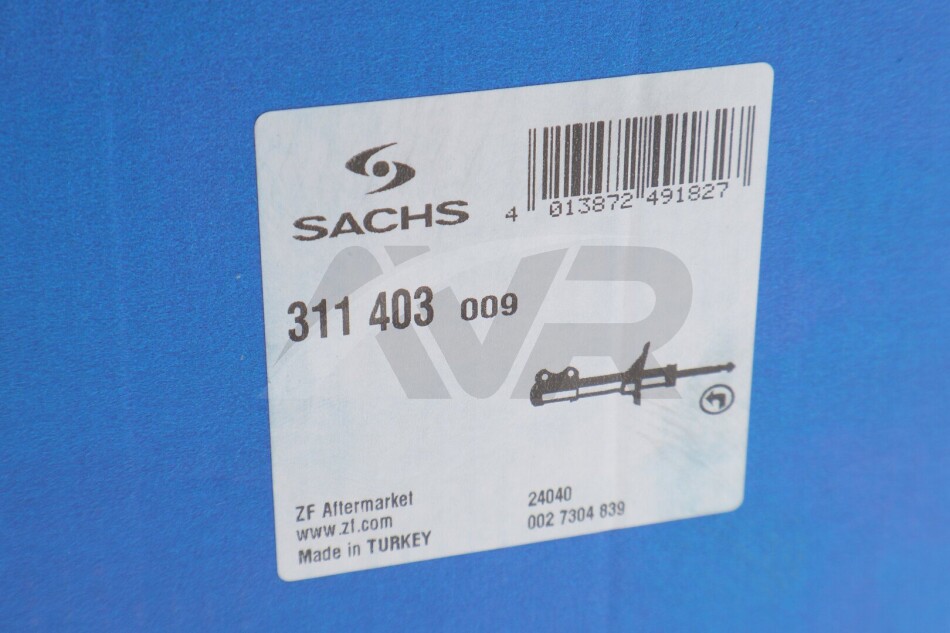 SACHS
4 013872 491827
311 403 009
AVR
ZF Aftermarket
www.zf.com
Made in TURKEY
24040
002 7304 839